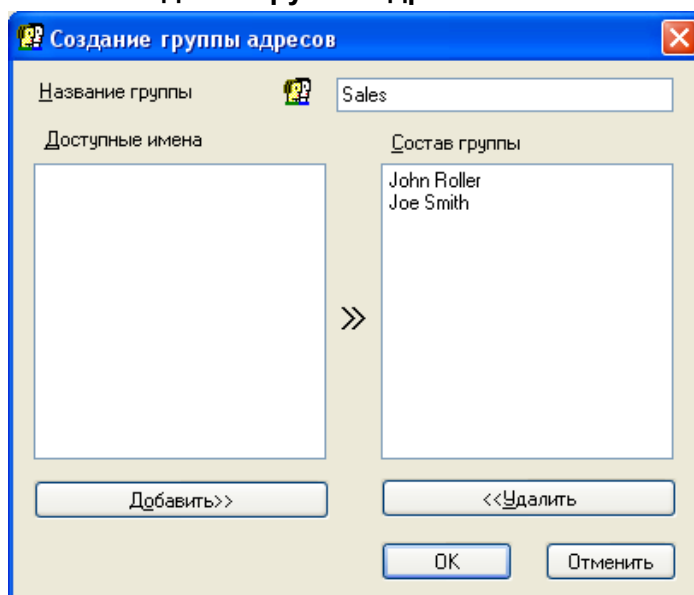 Создание группы адресов
Название группы
Sales
Доступные имена
Состав группы
John Roller
Joe Smith
Добавить>>
<<Удалить
OK
Отменить